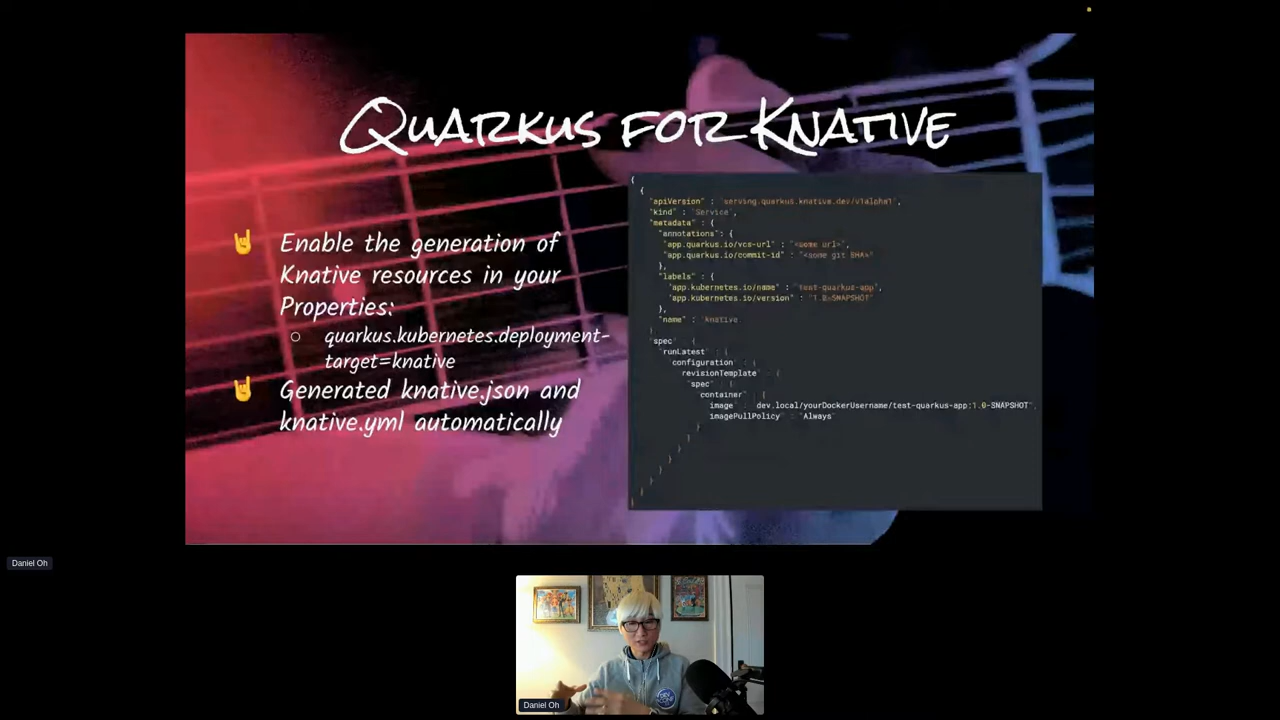 QUARKUS FOR KNATIVE
Enable the generation of
Knative resources in your
Properties:
quarkus.kubernetes.deployment-
target=knative
Generated knative.json and
knative.yml automatically
{
{
"apiVersion" : "serving.quarkus.knative.dev/v1alpha1",
"kind" : "Service",
"metadata" : {
"annotations": {
"app.quarkus.io/vcs-url" : "<some url>",
"app.quarkus.io/commit-id" : "<some git SHA>"
},
"labels" : {
"app.kubernetes.io/name" : "test-quarkus-app",
"app.kubernetes.io/version" : "1.0-SNAPSHOT"
},
"name" : "knative
}
"spec" : {
"runLatest" : {
"configuration" : {
"revisionTemplate" : {
"spec" : {
"container" : {
"image" : "dev.local/yourDockerUsername/test-quarkus-app:1.0-SNAPSHOT",
"imagePullPolicy" : "Always"
}
}
}
}
}
}
}
Daniel Oh
Daniel Oh